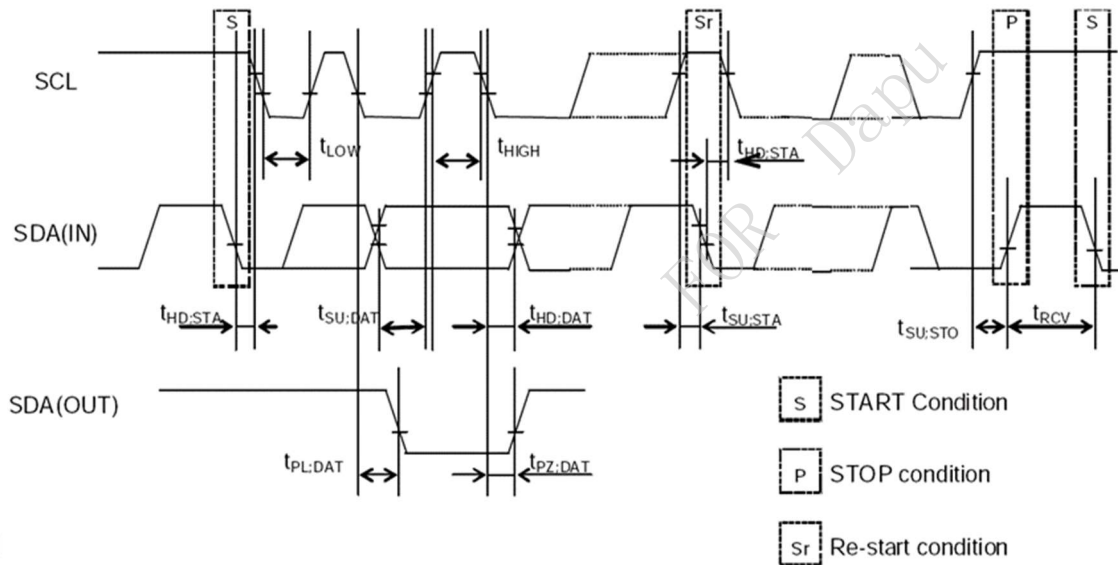 S Sr P S
SCL
tLOW tHIGH tHD;STA
SDA(IN)
tHD;STA tSU;DAT tHD;DAT tSU;STA tSU;STO tRCV
SDA(OUT)
tPL;DAT tPZ;DAT
S START Condition
P STOP condition
Sr Re-start condition
FOR Dapu